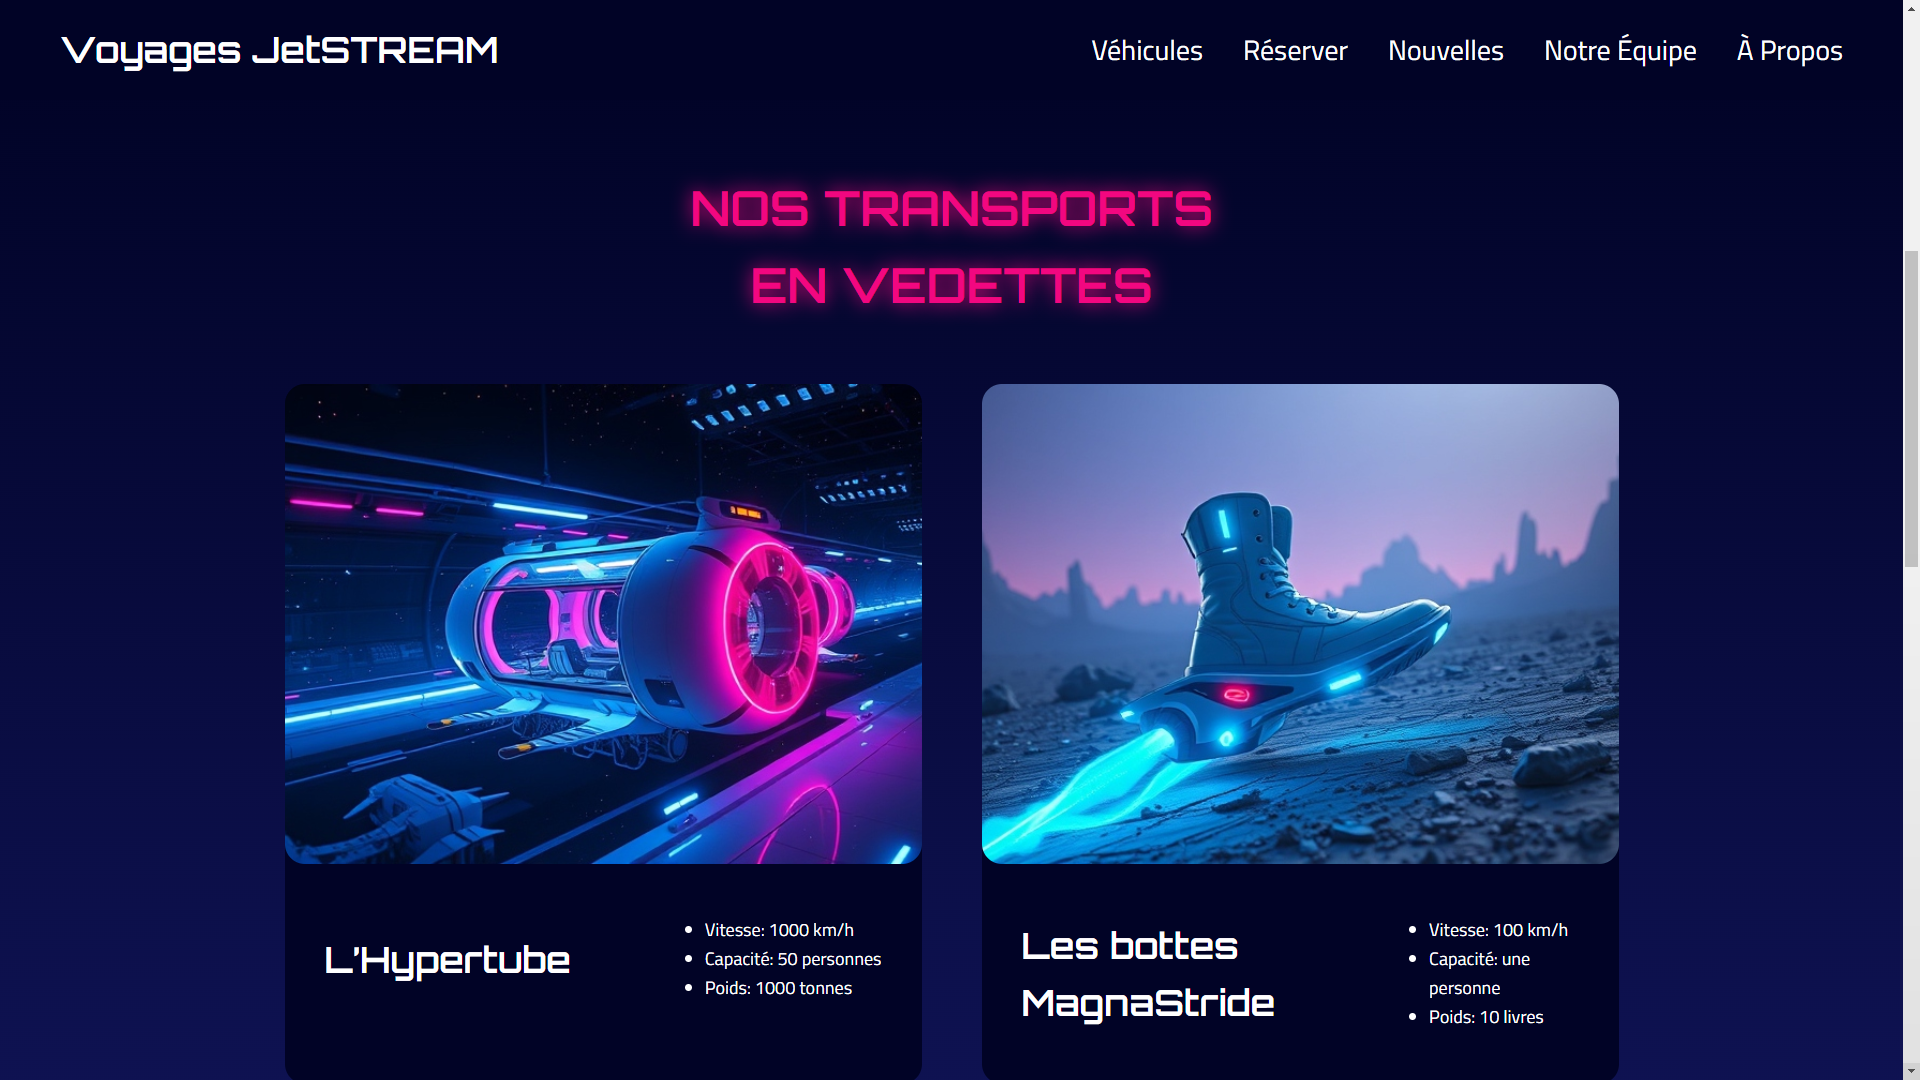 Voyages JetSTREAM
Véhicules Réserver Nouvelles Notre Équipe À Propos
NOS TRANSPORTS
EN VEDETTES
L'Hypertube
Vitesse: 1000 km/h
Capacité: 50 personnes
Poids: 1000 tonnes
Les bottes
MagnaStride
Vitesse: 100 km/h
Capacité: une
personne
Poids: 10 livres